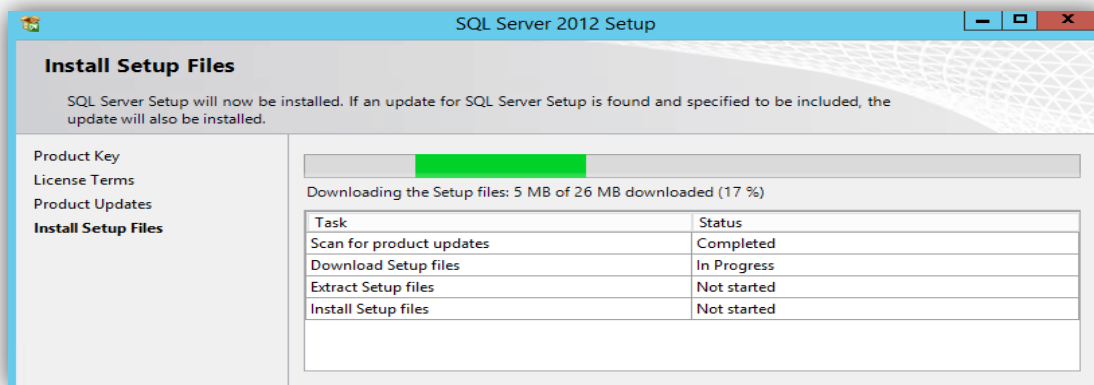 SQL Server 2012 Setup
Install Setup Files
SQL Server Setup will now be installed. If an update for SQL Server Setup is found and specified to be included, the
update will also be installed.
Product Key
License Terms
Product Updates
Install Setup Files
Downloading the Setup files: 5 MB of 26 MB downloaded (17 %)
Task Status
Scan for product updates Completed
Download Setup files In Progress
Extract Setup files Not started
Install Setup files Not started